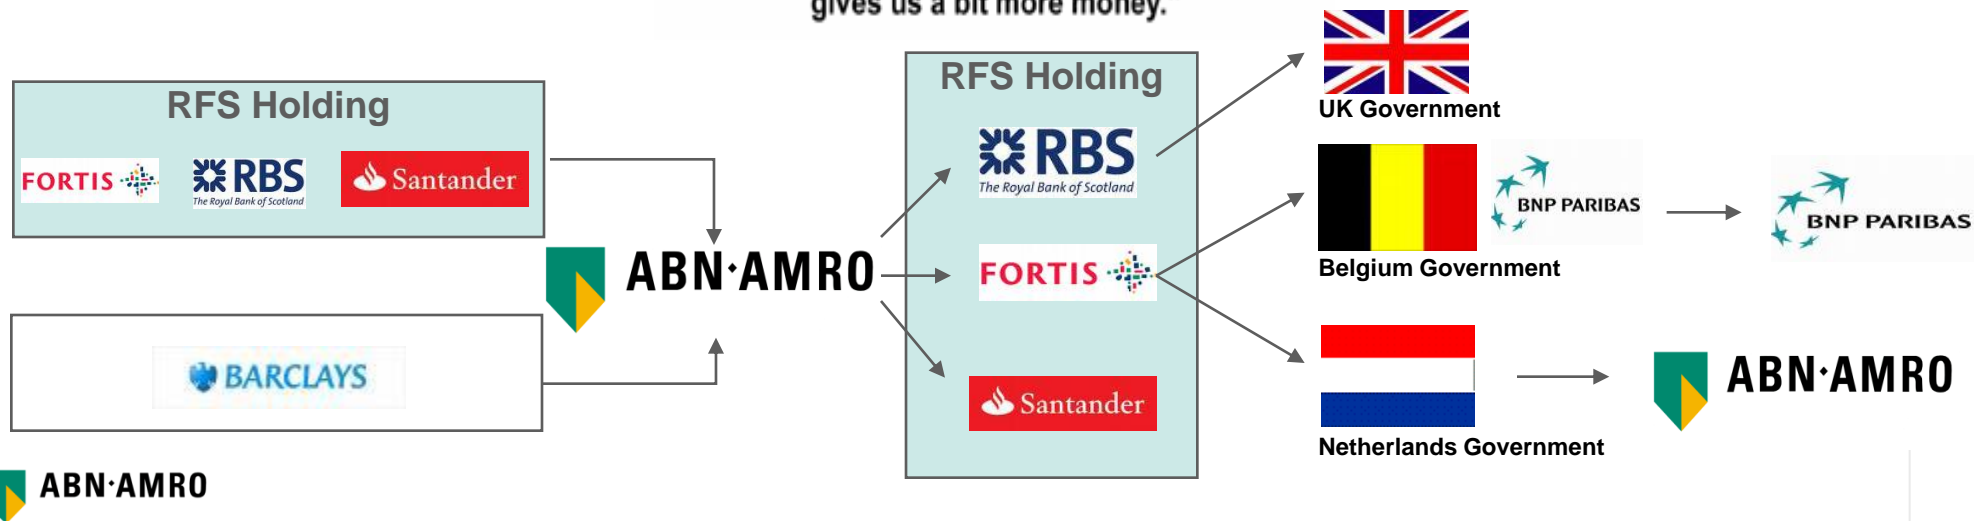 gives us a bit more money.
RFS Holding
FORTIS
RBS
The Royal Bank of Scotland
Santander
BARCLAYS
ABN·AMRO
RFS Holding
RBS
The Royal Bank of Scotland
FORTIS
Santander
UK Government
BNP PARIBAS
Belgium Government
BNP PARIBAS
Netherlands Government
ABN·AMRO
ABN·AMRO